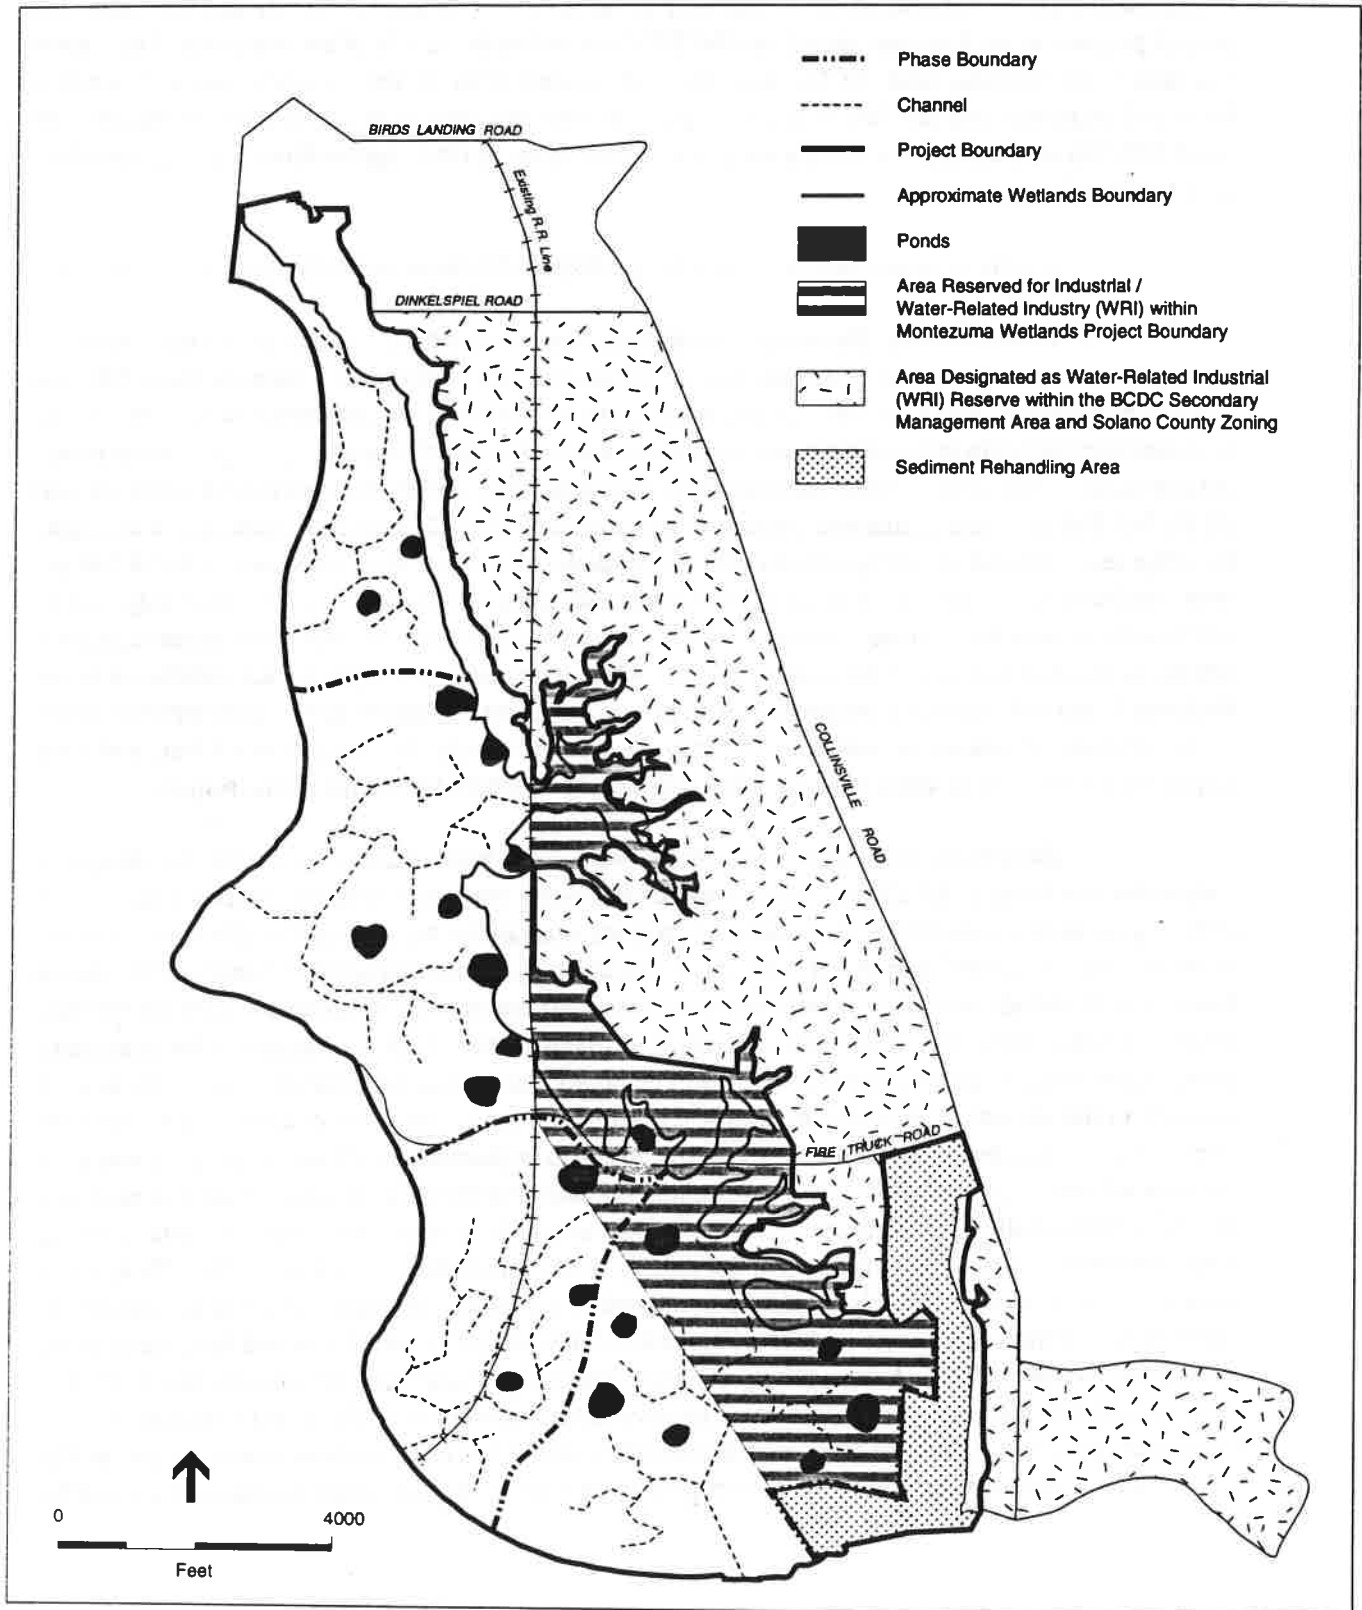 Phase Boundary
Channel
Project Boundary
Approximate Wetlands Boundary
Ponds
Area Reserved for Industrial /
Water-Related Industry (WRI) within
Montezuma Wetlands Project Boundary
Area Designated as Water-Related Industrial
(WRI) Reserve within the BCDC Secondary
Management Area and Solano County Zoning
Sediment Rehandling Area
BIRDS LANDING ROAD
Existing R.R. Line
DINKELSPIEL ROAD
COLLINSVILLE ROAD
FIRE TRUCK ROAD
0 4000
Feet